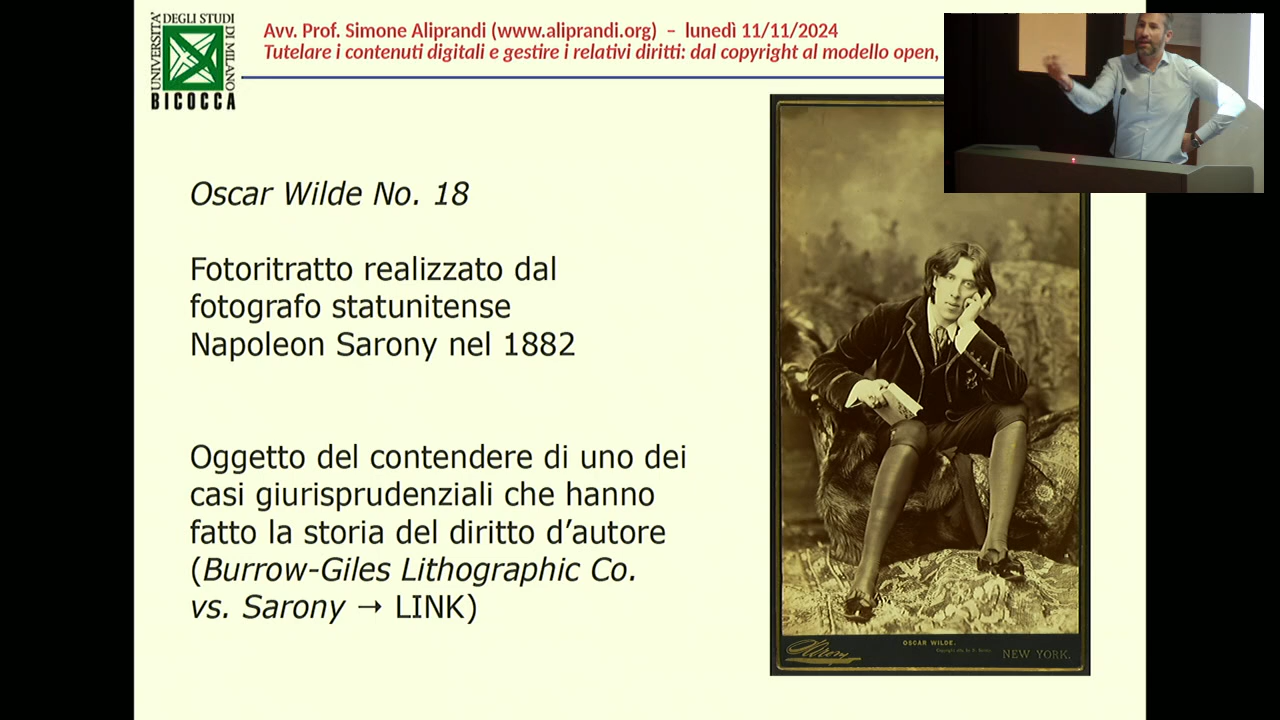 UNIVERSITÀ DEGLI STUDI DI MILANO
BICOCCA
Avv. Prof. Simone Aliprandi (www.aliprandi.org) – lunedì 11/11/2024
Tutelare i contenuti digitali e gestire i relativi diritti: dal copyright al modello open,
Oscar Wilde No. 18
Fotoritratto realizzato dal
fotografo statunitense
Napoleon Sarony nel 1882
Oggetto del contendere di uno dei
casi giurisprudenziali che hanno
fatto la storia del diritto d’autore
(Burrow-Giles Lithographic Co.
vs. Sarony → LINK)
Sarony
OSCAR WILDE.
NEW YORK.